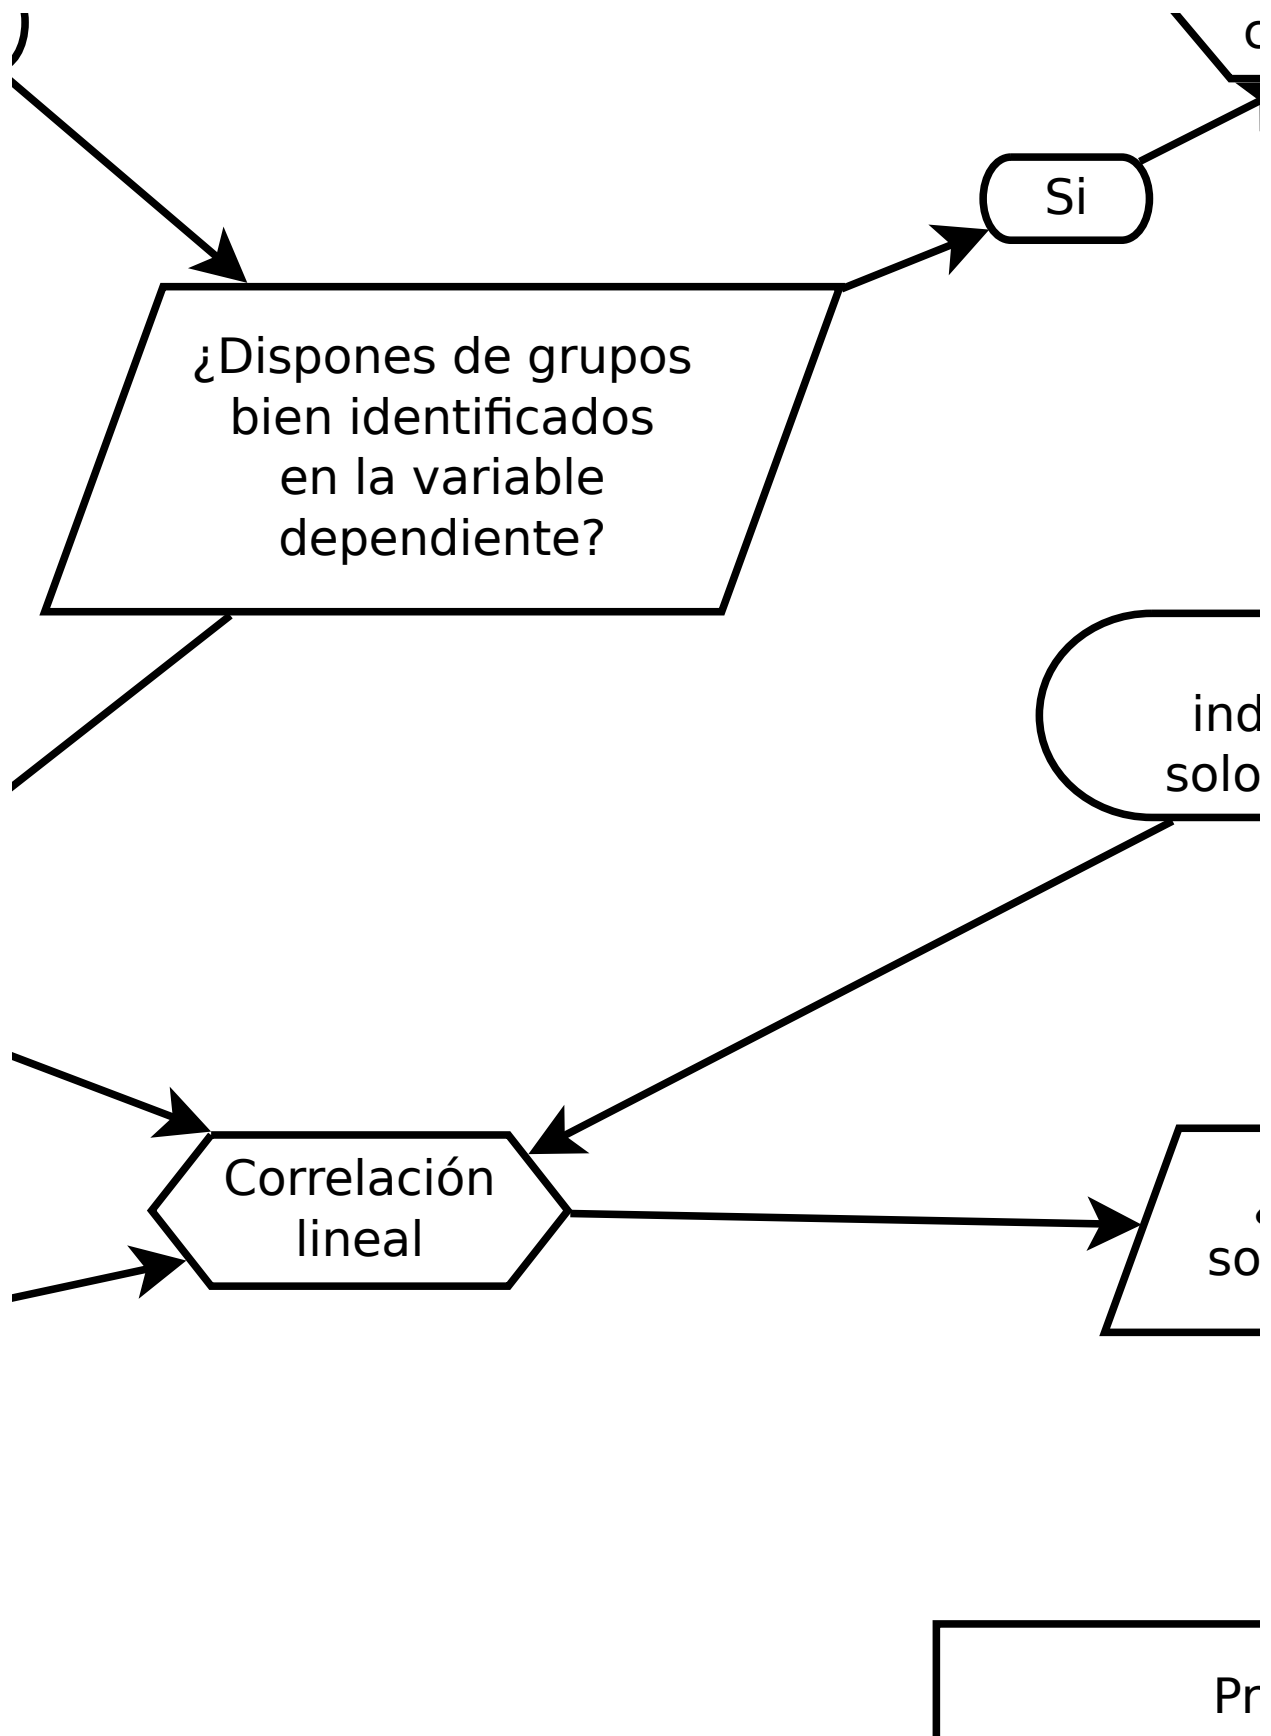 Si
¿Dispones de grupos
bien identificados
en la variable
dependiente?
Correlación
lineal